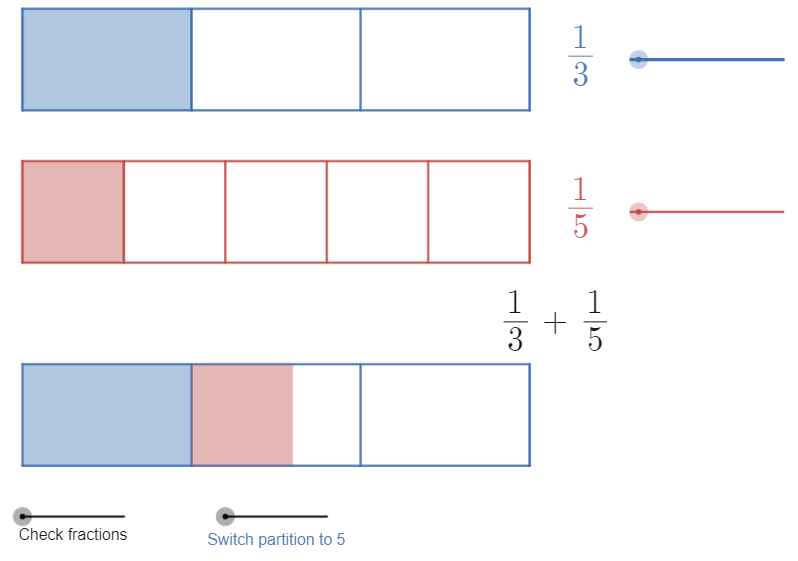 1/3
1/5
1/3 + 1/5
Check fractions
Switch partition to 5